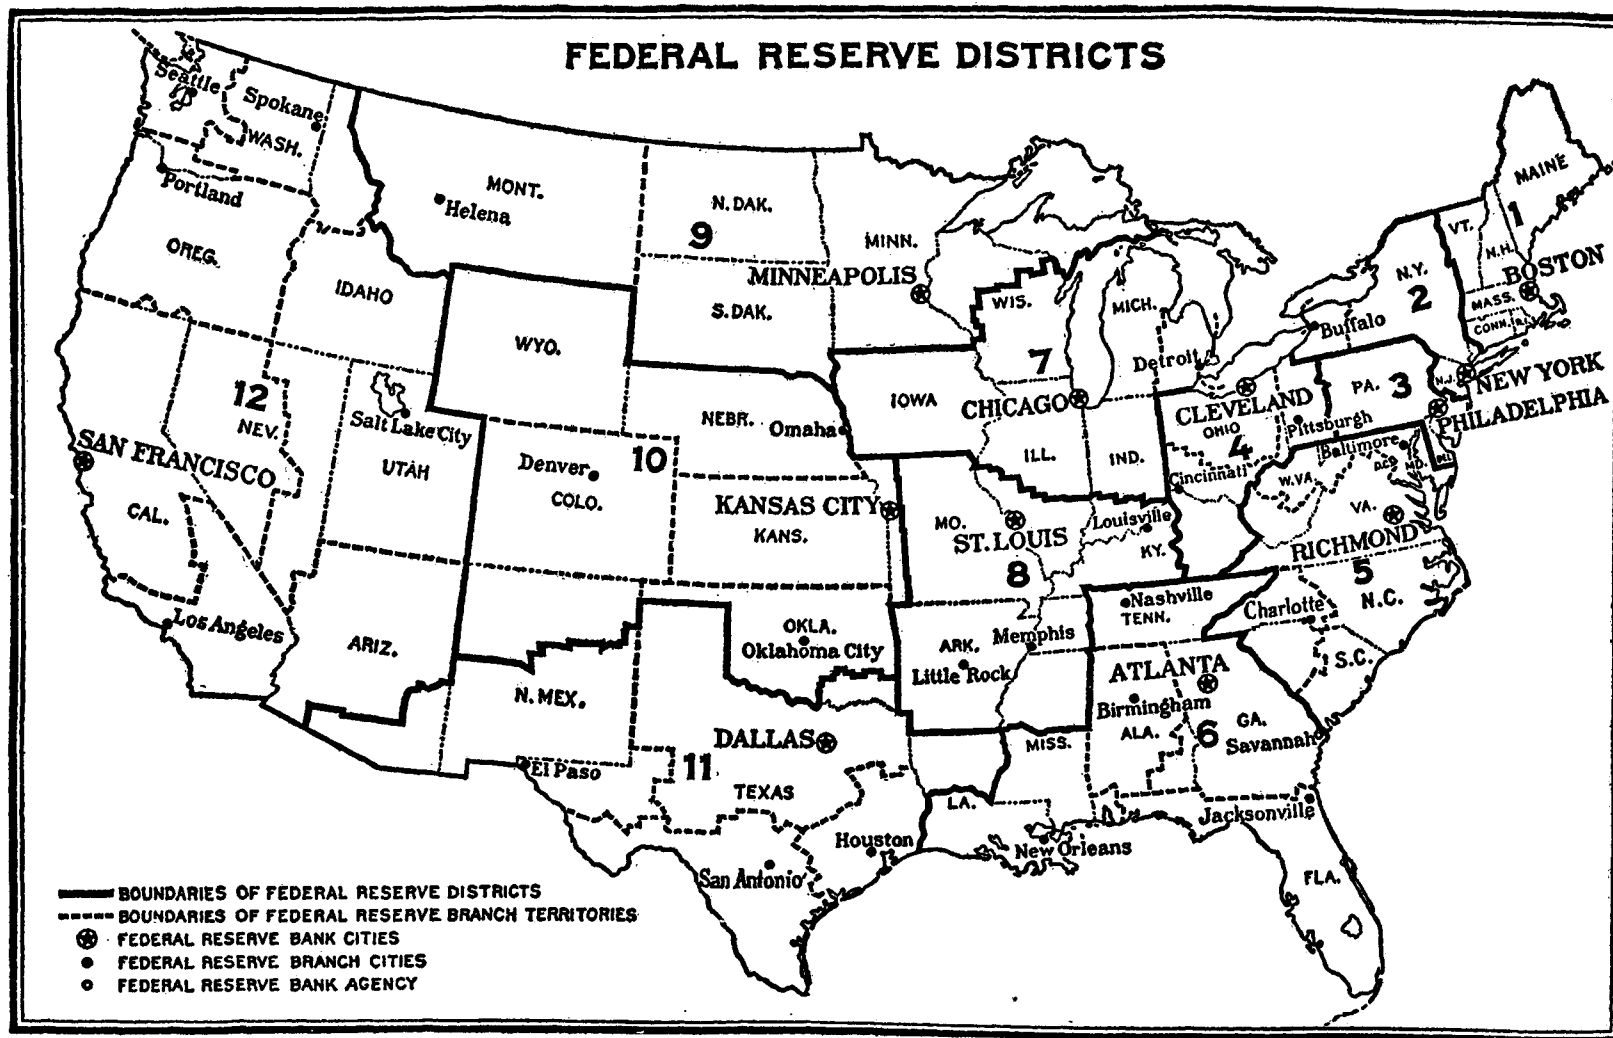 FEDERAL RESERVE DISTRICTS
Seattle
Spokane
WASH.
Portland
OREG.
IDAHO
MONT.
Helena
N. DAK.
9
S. DAK.
MINN.
MINNEAPOLIS
WYO.
12
NEV.
SAN FRANCISCO
CAL.
Salt Lake City
UTAH
Los Angeles
ARIZ.
NEBR.
Omaha
10
Denver
COLO.
KANSAS CITY
KANS.
N. MEX.
OKLA.
Oklahoma City
DALLAS
11
El Paso
TEXAS
Houston
San Antonio
WIS.
7
MICH.
Detroit
IOWA
CHICAGO
ILL.
IND.
MO.
ST. LOUIS
8
Louisville
KY.
ARK.
Little Rock
Memphis
Nashville
TENN.
CLEVELAND
OHIO
4
Cincinnati
Pittsburgh
PA.
3
Buffalo
N.Y.
2
VT.
N.H.
MAINE
1
BOSTON
MASS.
CONN.
R.I.
NEW YORK
N.J.
PHILADELPHIA
Baltimore
D.C.
MD.
DEL.
W. VA.
VA.
RICHMOND
5
Charlotte
N.C.
S.C.
ATLANTA
Birmingham
ALA.
6
GA.
Savannah
MISS.
LA.
New Orleans
Jacksonville
FLA.
BOUNDARIES OF FEDERAL RESERVE DISTRICTS
BOUNDARIES OF FEDERAL RESERVE BRANCH TERRITORIES
FEDERAL RESERVE BANK CITIES
FEDERAL RESERVE BRANCH CITIES
FEDERAL RESERVE BANK AGENCY